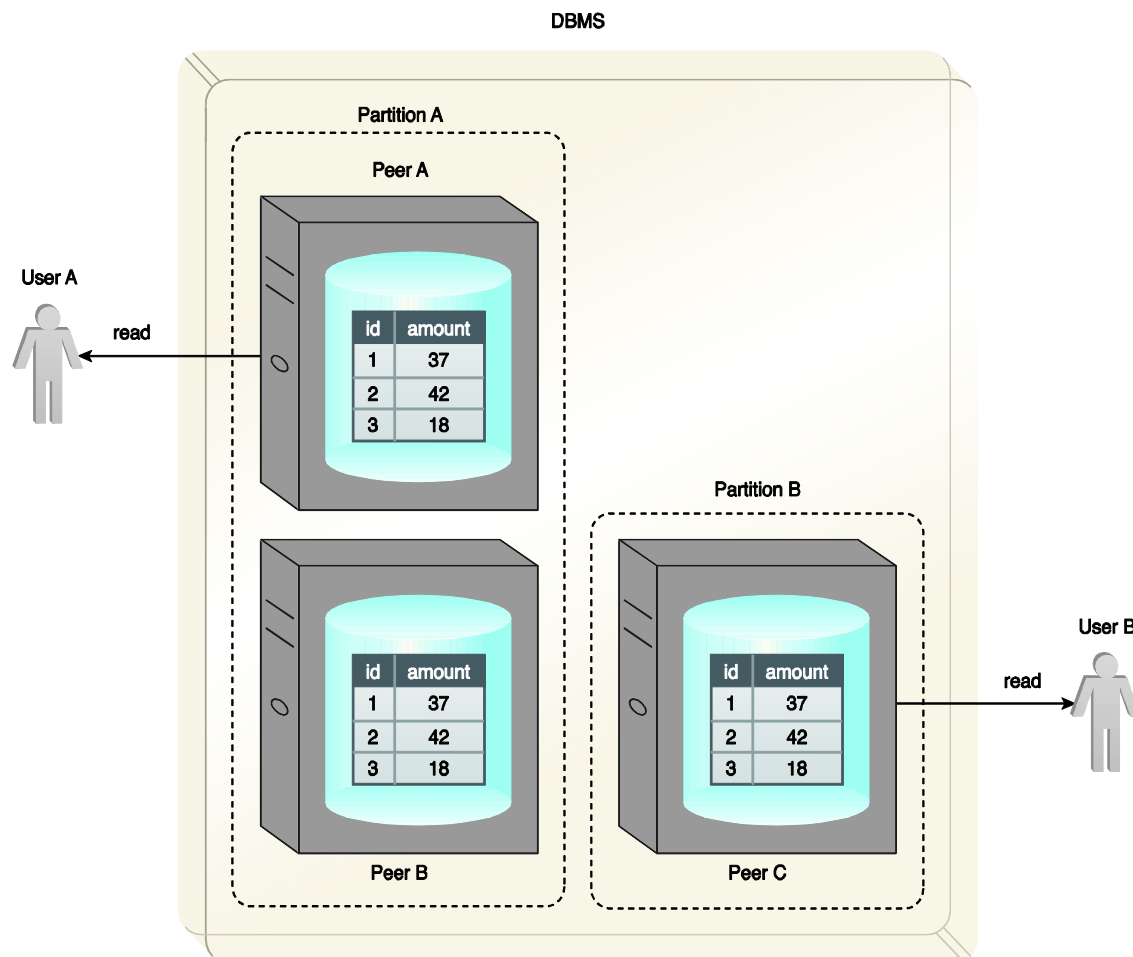 DBMS
Partition A
Peer A
User A
read
id amount
1 37
2 42
3 18
Partition B
id amount
1 37
2 42
3 18
Peer B
id amount
1 37
2 42
3 18
Peer C
read
User B